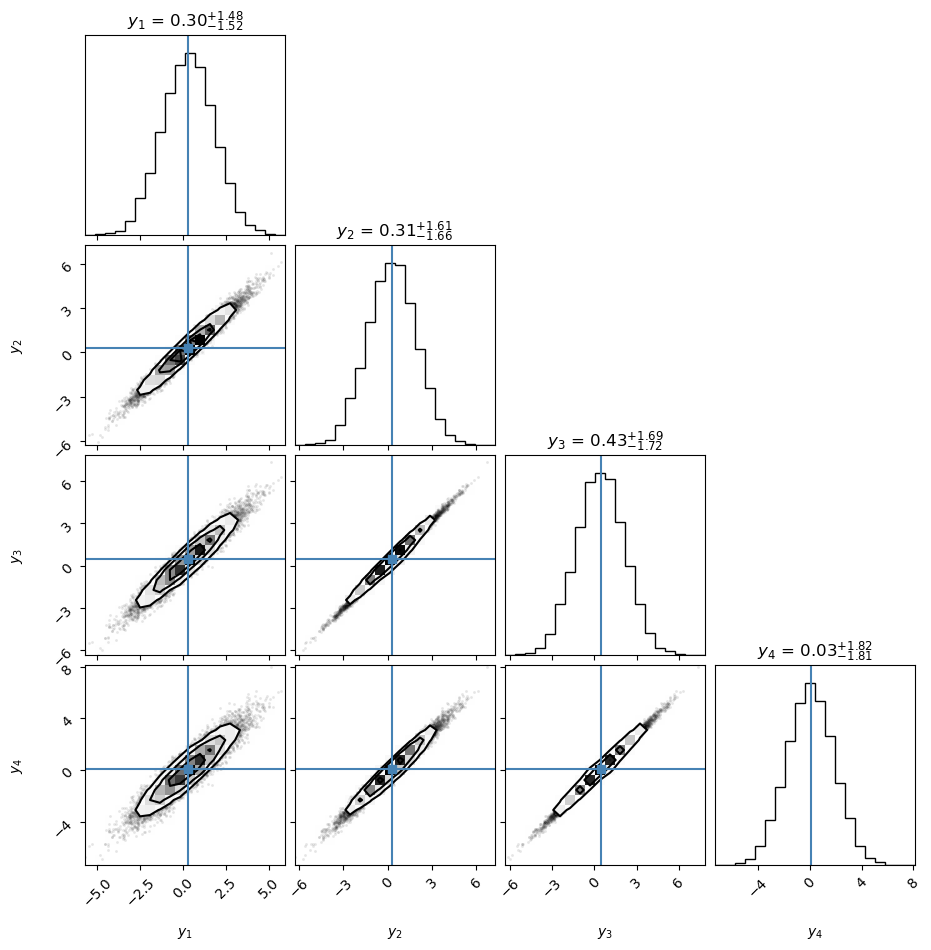 y₁ = 0.30+1.48−1.52
y₂ = 0.31+1.61−1.66
6
3
0
−3
−6
y₂
y₃ = 0.43+1.69−1.72
6
3
0
−3
−6
y₃
y₄ = 0.03+1.82−1.81
8
4
0
−4
y₄
−5.0 −2.5 0.0 2.5 5.0
−6 −3 0 3 6
−6 −3 0 3 6
−4 0 4 8
y₁ y₂ y₃ y₄